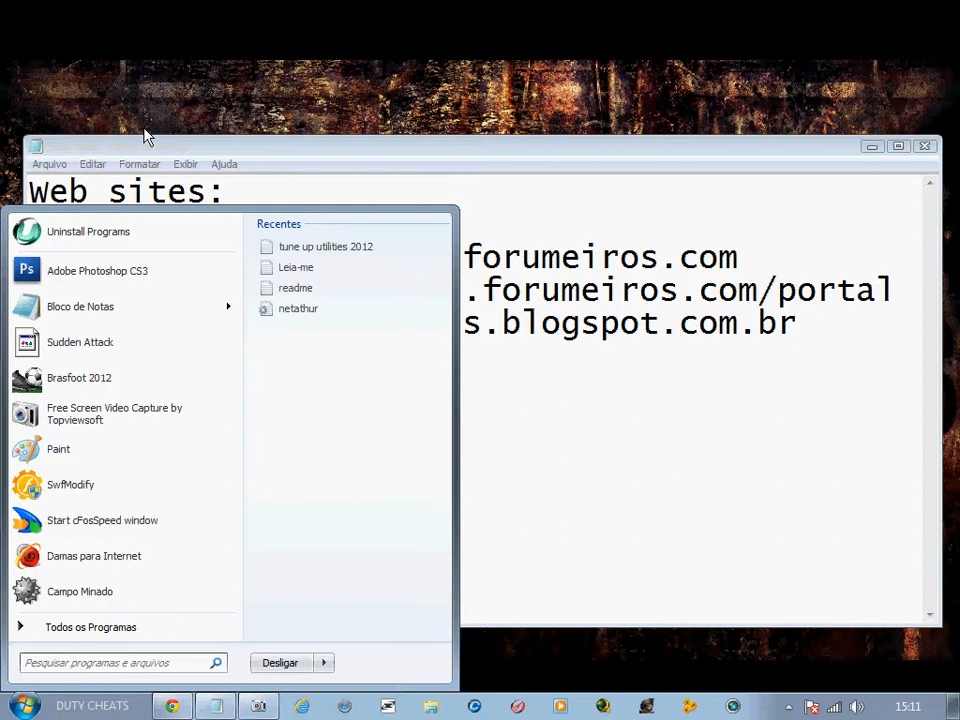 Arquivo Editar Formatar Exibir Ajuda
Web sites:
forumeiros.com
.forumeiros.com/portal
s.blogspot.com.br
Uninstall Programs
Ps Adobe Photoshop CS3
Bloco de Notas
Sudden Attack
Brasfoot 2012
Free Screen Video Capture by
Topviewsoft
Paint
SwfModify
Start cFosSpeed window
Damas para Internet
Campo Minado
Todos os Programas
Pesquisar programas e arquivos
Recentes
tune up utilities 2012
Leia-me
readme
netathur
Desligar
DUTY CHEATS
15:11